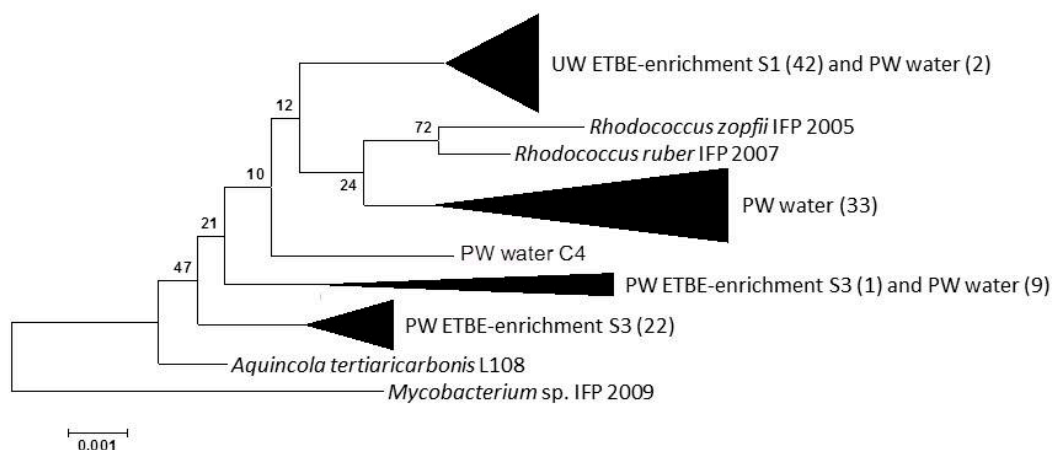 UW ETBE-enrichment S1 (42) and PW water (2)
12
72
Rhodococcus zopfii IFP 2005
Rhodococcus ruber IFP 2007
10
24
PW water (33)
21
PW water C4
47
PW ETBE-enrichment S3 (1) and PW water (9)
PW ETBE-enrichment S3 (22)
Aquincola tertiaricarbonis L108
Mycobacterium sp. IFP 2009
0.001